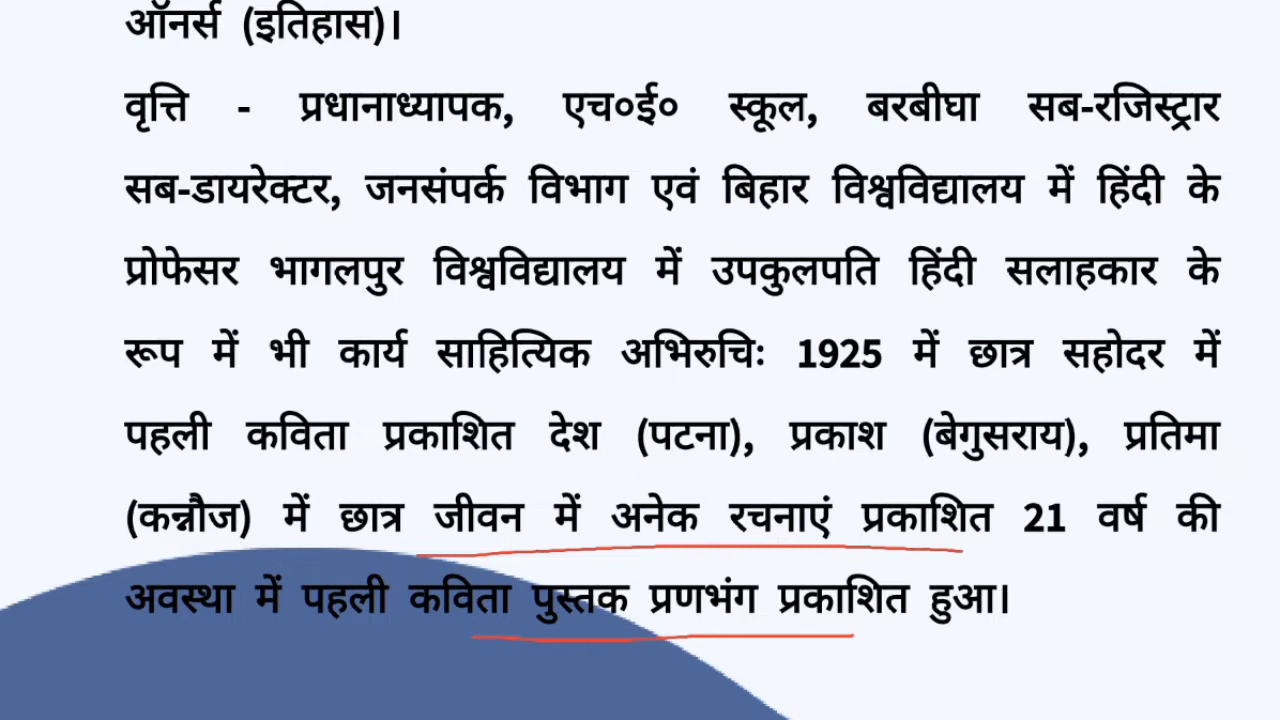 ऑनर्स (इतिहास)।
वृत्ति - प्रधानाध्यापक, एच०ई० स्कूल, बरबीघा सब-रजिस्ट्रार
सब-डायरेक्टर, जनसंपर्क विभाग एवं बिहार विश्वविद्यालय में हिंदी के
प्रोफेसर भागलपुर विश्वविद्यालय में उपकुलपति हिंदी सलाहकार के
रूप में भी कार्य साहित्यिक अभिरुचिः 1925 में छात्र सहोदर में
पहली कविता प्रकाशित देश (पटना), प्रकाश (बेगुसराय), प्रतिमा
(कन्नौज) में छात्र जीवन में अनेक रचनाएं प्रकाशित 21 वर्ष की
अवस्था में पहली कविता पुस्तक प्रणभंग प्रकाशित हुआ।